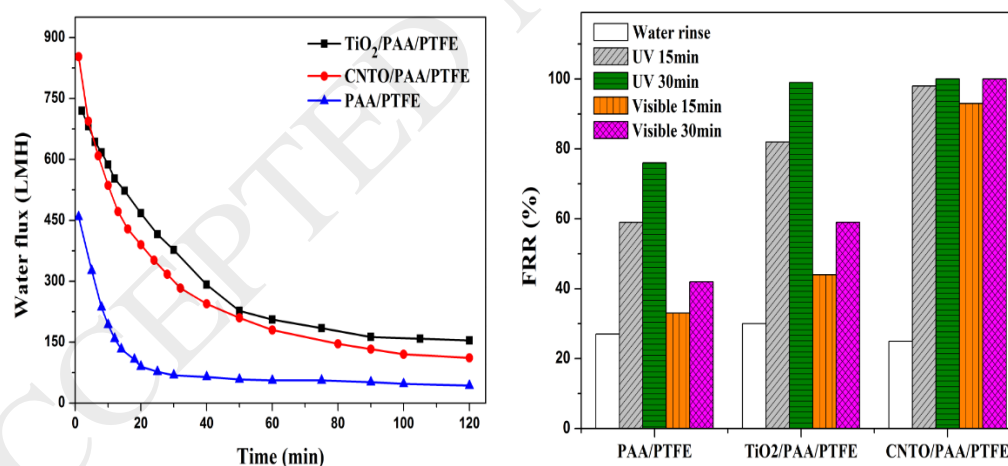 CCEPTED
900
750
600
450
300
150
0
Water flux (LMH)
0 20 40 60 80 100 120
Time (min)
TiO₂/PAA/PTFE
CNTO/PAA/PTFE
PAA/PTFE
100
80
60
40
20
0
FRR (%)
Water rinse
UV 15min
UV 30min
Visible 15min
Visible 30min
PAA/PTFE TiO2/PAA/PTFE CNTO/PAA/PTFE